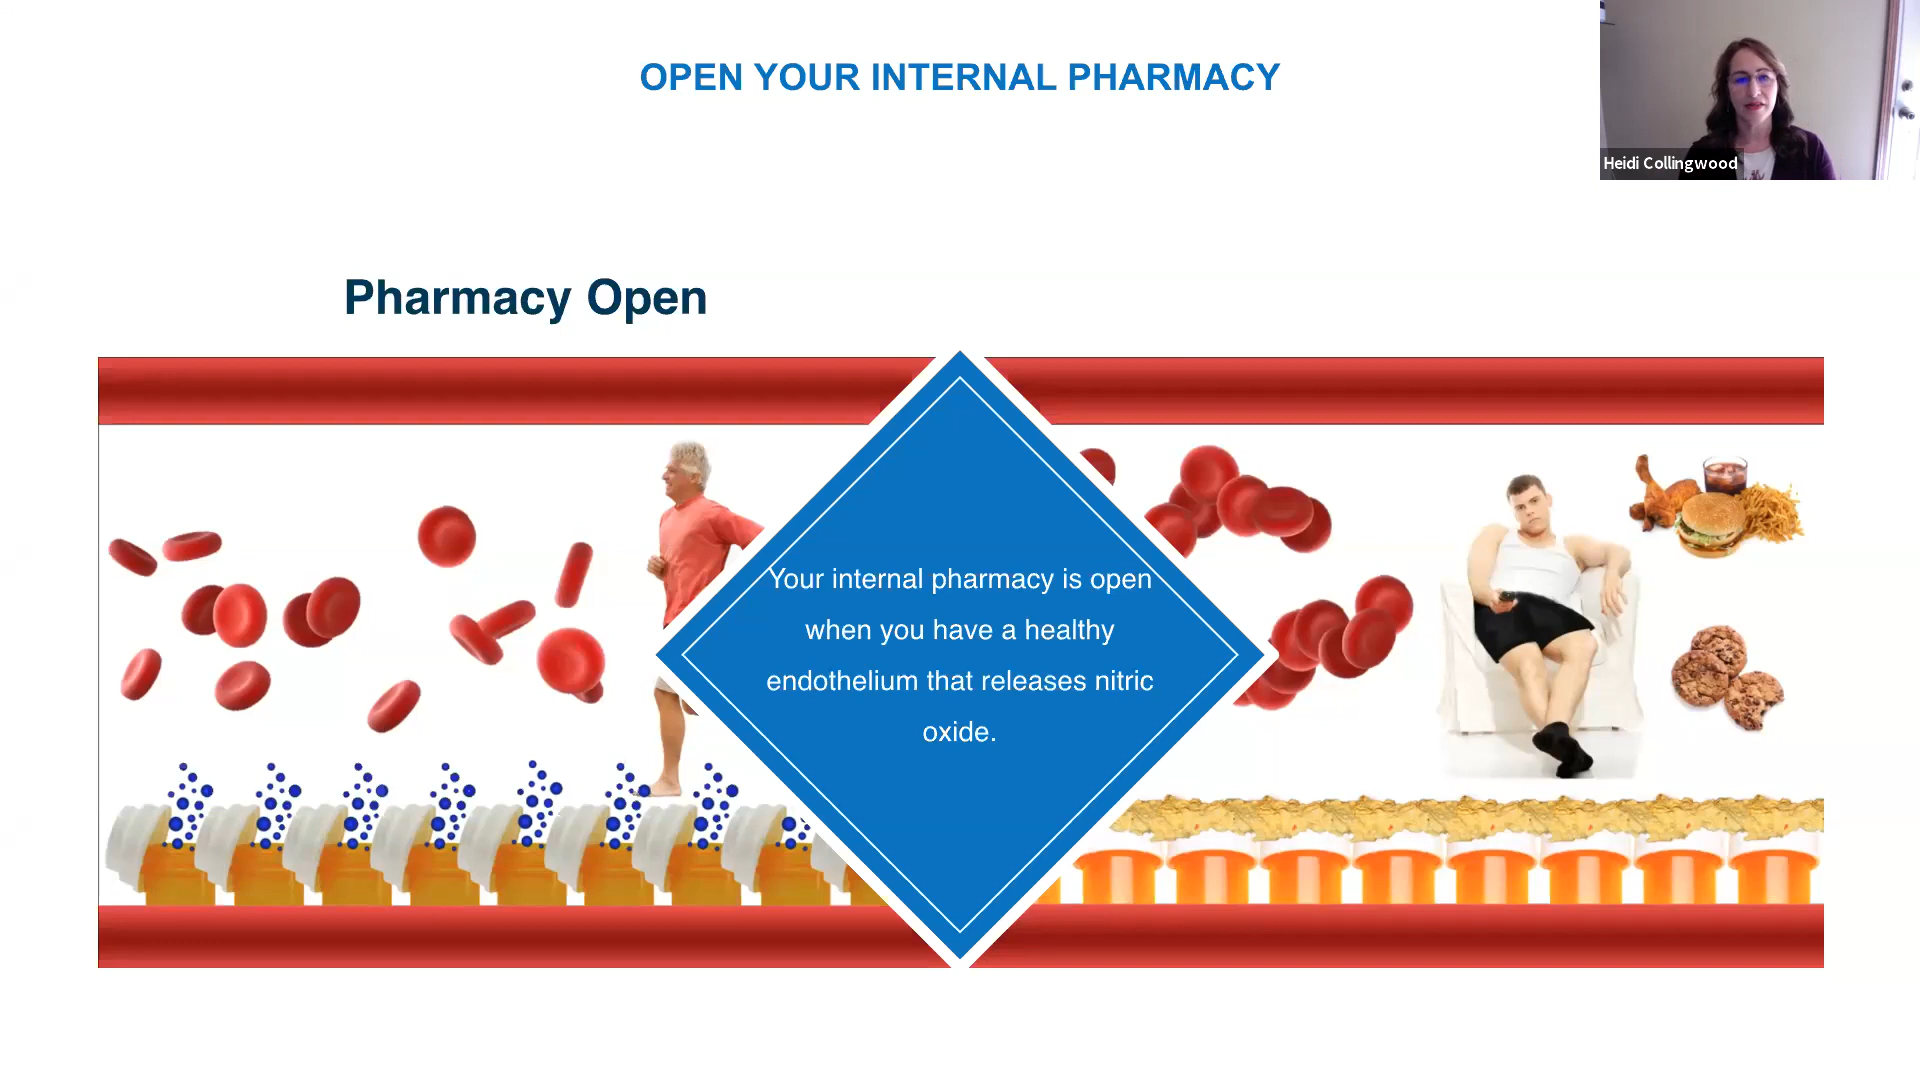 OPEN YOUR INTERNAL PHARMACY
Heidi Collingwood
Pharmacy Open
Your internal pharmacy is open
when you have a healthy
endothelium that releases nitric
oxide.